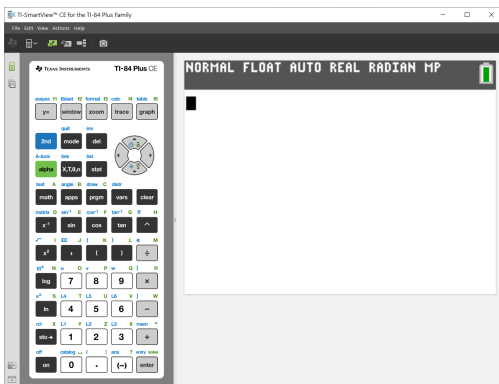 TI-SmartView™ CE for the TI-84 Plus Family
File Edit View Actions Help
NORMAL FLOAT AUTO REAL RADIAN MP
TEXAS INSTRUMENTS TI-84 Plus CE
statplot f1 tblset f2 format f3 calc f4 table f5
y= window zoom trace graph
quit ins
2nd mode del
A-lock link list
alpha X,T,θ,n stat
test A angle B draw C distr
math apps prgm vars clear
matrix D sin⁻¹ E cos⁻¹ F tan⁻¹ G π H
x⁻¹ sin cos tan ^
√ I EE J { K } L e M
x² , ( ) ÷
10ˣ N u O v P w Q [ R
log 7 8 9 ×
eˣ S L4 T L5 U L6 V ] W
ln 4 5 6 −
rcl X L1 Y L2 Z L3 θ mem "
sto→ 1 2 3 +
off catalog i : ans ? entry solve
on 0 . (−) enter